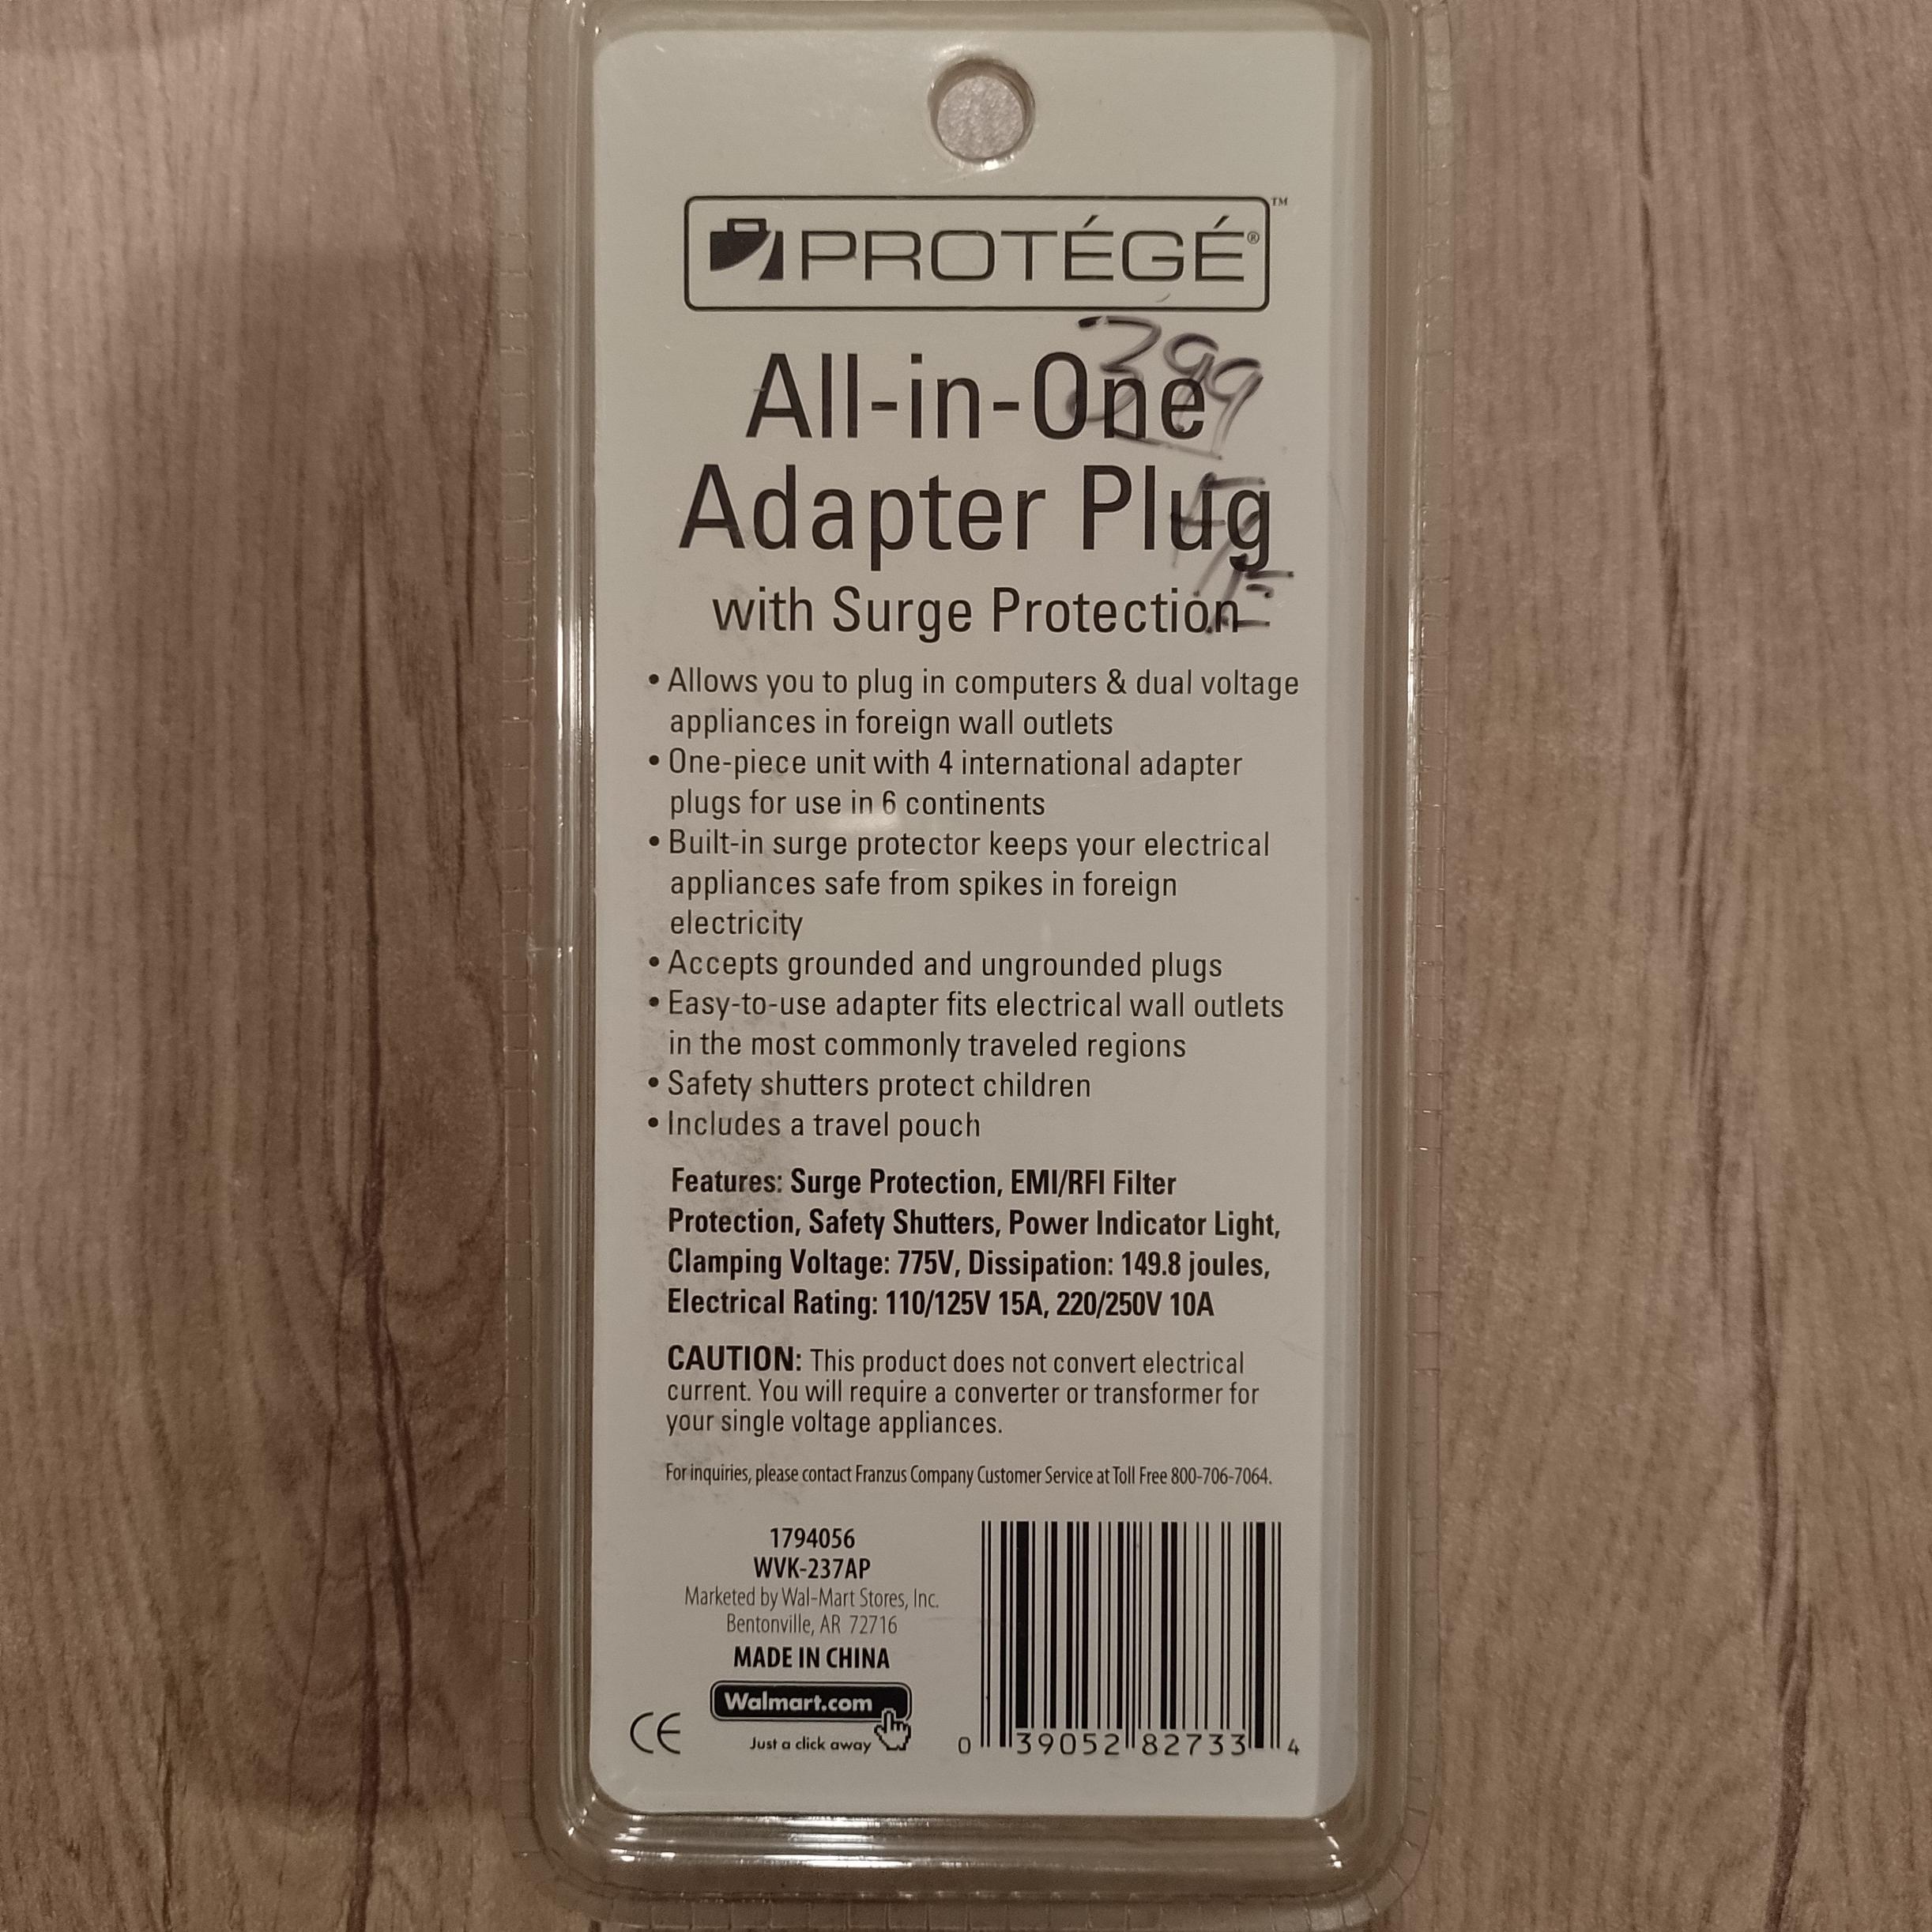 PROTÉGÉ® ™
399
All-in-One
Adapter Plug
with Surge Protection
• Allows you to plug in computers & dual voltage
appliances in foreign wall outlets
• One-piece unit with 4 international adapter
plugs for use in 6 continents
• Built-in surge protector keeps your electrical
appliances safe from spikes in foreign
electricity
• Accepts grounded and ungrounded plugs
• Easy-to-use adapter fits electrical wall outlets
in the most commonly traveled regions
• Safety shutters protect children
• Includes a travel pouch
Features: Surge Protection, EMI/RFI Filter
Protection, Safety Shutters, Power Indicator Light,
Clamping Voltage: 775V, Dissipation: 149.8 joules,
Electrical Rating: 110/125V 15A, 220/250V 10A
CAUTION: This product does not convert electrical
current. You will require a converter or transformer for
your single voltage appliances.
For inquiries, please contact Franzus Company Customer Service at Toll Free 800-706-7064.
1794056
WVK-237AP
Marketed by Wal-Mart Stores, Inc.
Bentonville, AR 72716
MADE IN CHINA
Walmart.com
Just a click away
CE
0 39052 82733 4